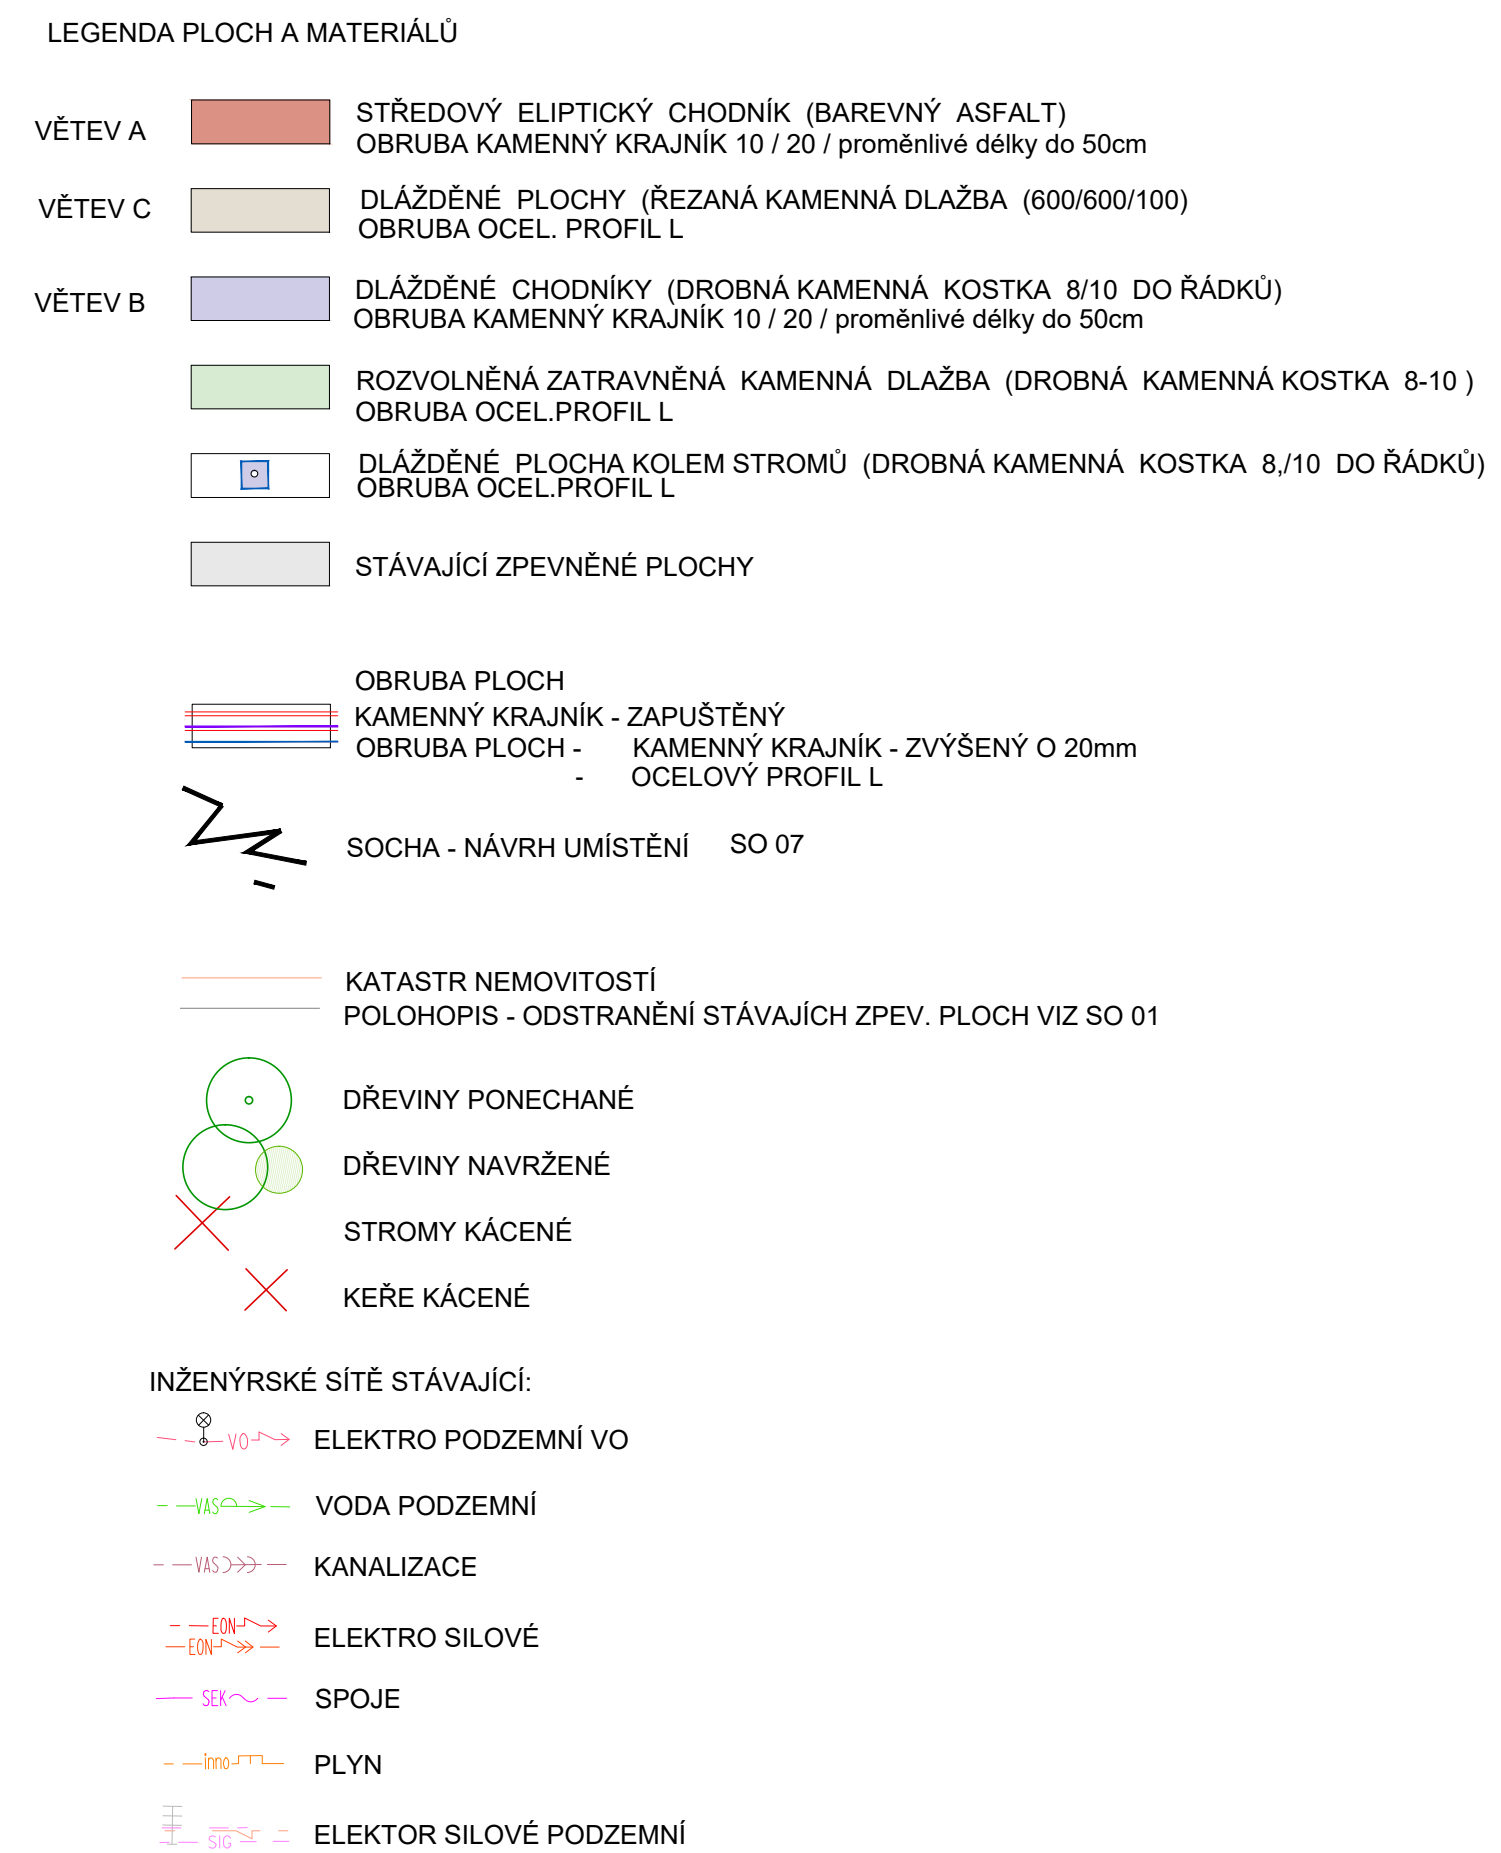 LEGENDA PLOCH A MATERIÁLŮ
VĚTEV A STŘEDOVÝ ELIPTICKÝ CHODNÍK (BAREVNÝ ASFALT)
OBRUBA KAMENNÝ KRAJNÍK 10 / 20 / proměnlivé délky do 50cm
VĚTEV C DLÁŽDĚNÉ PLOCHY (ŘEZANÁ KAMENNÁ DLAŽBA (600/600/100)
OBRUBA OCEL. PROFIL L
VĚTEV B DLÁŽDĚNÉ CHODNÍKY (DROBNÁ KAMENNÁ KOSTKA 8/10 DO ŘÁDKŮ)
OBRUBA KAMENNÝ KRAJNÍK 10 / 20 / proměnlivé délky do 50cm
ROZVOLNĚNÁ ZATRAVNĚNÁ KAMENNÁ DLAŽBA (DROBNÁ KAMENNÁ KOSTKA 8-10 )
OBRUBA OCEL.PROFIL L
DLÁŽDĚNÉ PLOCHA KOLEM STROMŮ (DROBNÁ KAMENNÁ KOSTKA 8,/10 DO ŘÁDKŮ)
OBRUBA OCEL.PROFIL L
STÁVAJÍCÍ ZPEVNĚNÉ PLOCHY
OBRUBA PLOCH
KAMENNÝ KRAJNÍK - ZAPUŠTĚNÝ
OBRUBA PLOCH - KAMENNÝ KRAJNÍK - ZVÝŠENÝ O 20mm
- OCELOVÝ PROFIL L
SOCHA - NÁVRH UMÍSTĚNÍ SO 07
KATASTR NEMOVITOSTÍ
POLOHOPIS - ODSTRANĚNÍ STÁVAJÍCH ZPEV. PLOCH VIZ SO 01
DŘEVINY PONECHANÉ
DŘEVINY NAVRŽENÉ
STROMY KÁCENÉ
KEŘE KÁCENÉ
INŽENÝRSKÉ SÍTĚ STÁVAJÍCÍ:
VO ELEKTRO PODZEMNÍ VO
VAS VODA PODZEMNÍ
VAS KANALIZACE
EON
EON ELEKTRO SILOVÉ
SEK SPOJE
inno PLYN
SIG ELEKTOR SILOVÉ PODZEMNÍ